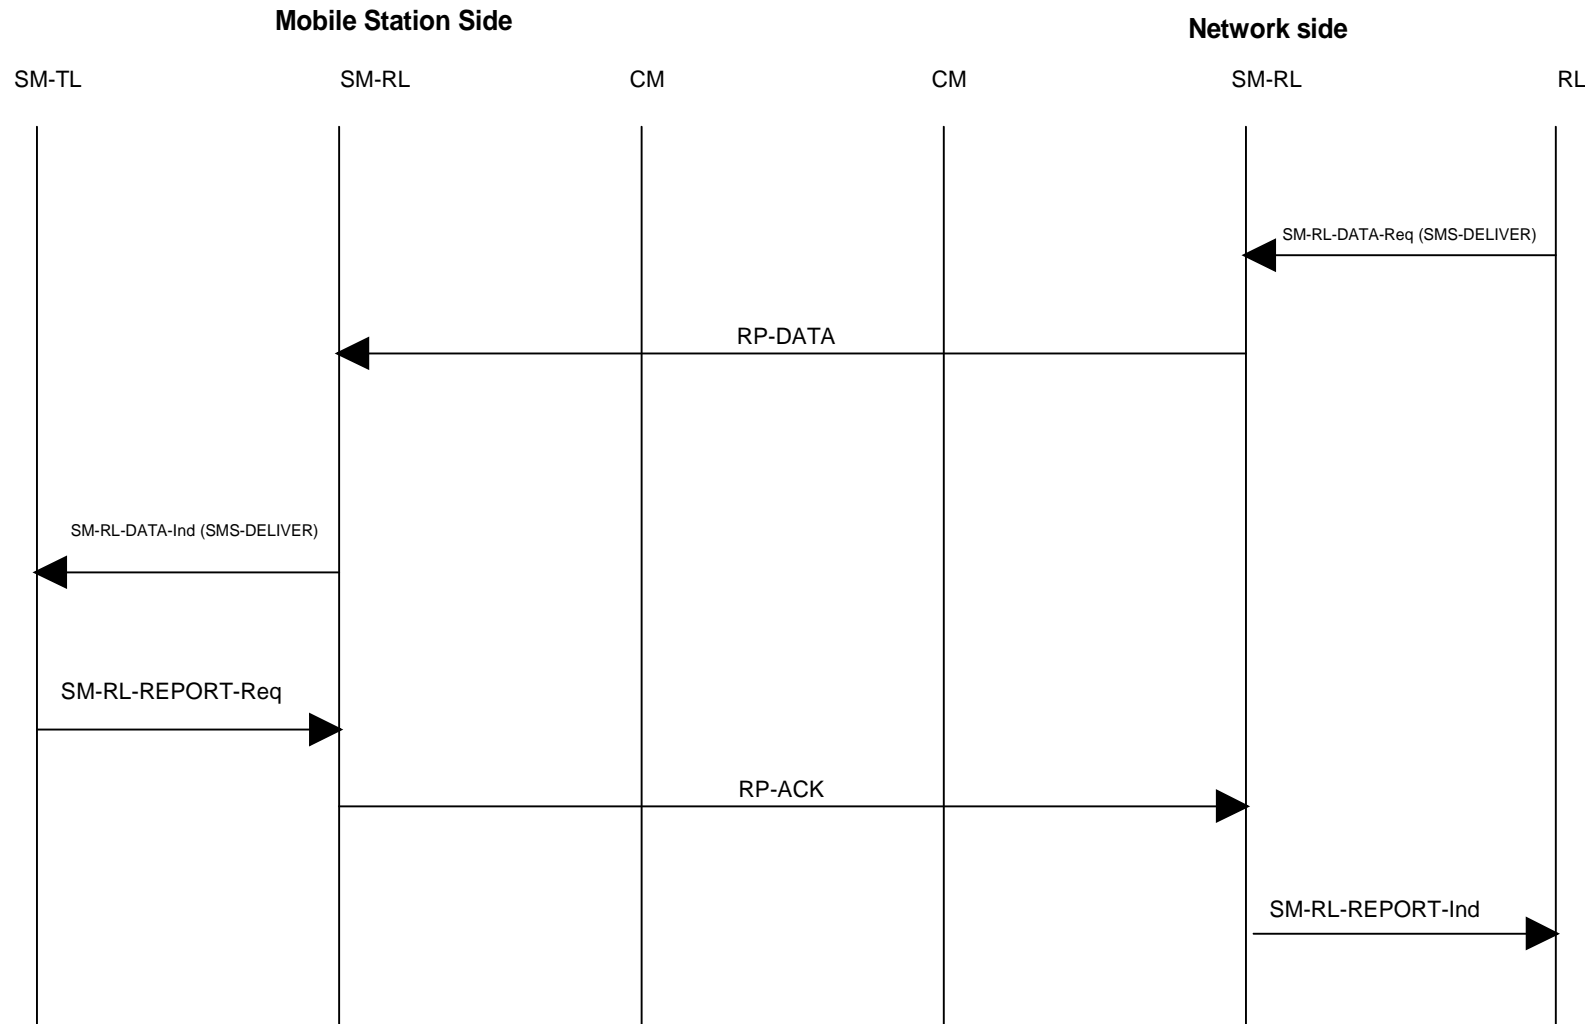 Mobile Station Side
Network side
SM-TL
SM-RL
CM
CM
SM-RL
RL
SM-RL-DATA-Req (SMS-DELIVER)
RP-DATA
SM-RL-DATA-Ind (SMS-DELIVER)
SM-RL-REPORT-Req
RP-ACK
SM-RL-REPORT-Ind